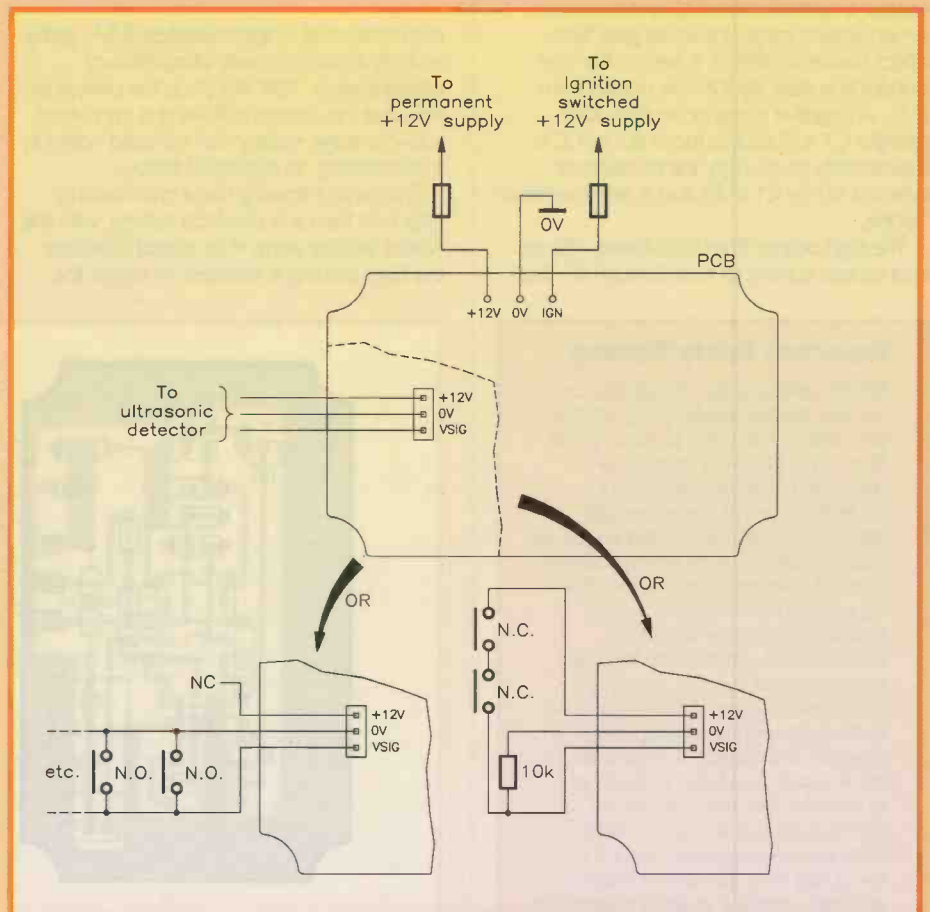 To
permanent
+12V supply
To
Ignition
switched
+12V supply
0V
PCB
+12V 0V IGN
To
ultrasonic
detector
+12V
0V
VSIG
OR
OR
NC
+12V
0V
VSIG
etc.
N.O.
N.O.
N.C.
N.C.
10k
+12V
0V
VSIG